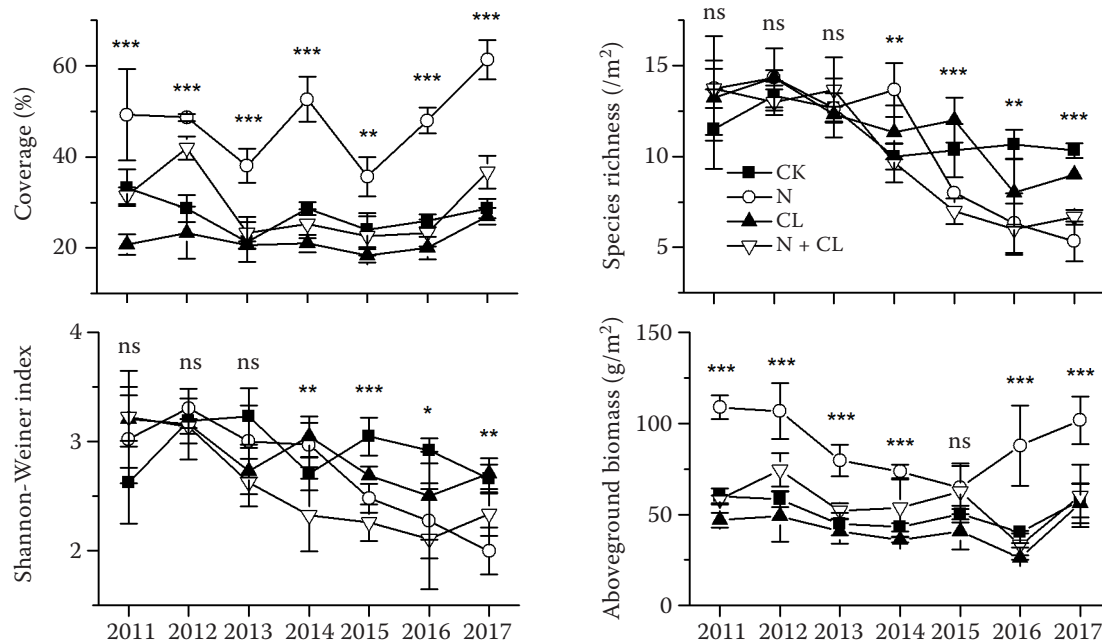 Coverage (%)
60
40
20
*** *** *** *** ** *** ***
Species richness (/m²)
15
10
5
ns ns ns ** *** ** ***
CK
N
CL
N + CL
Shannon-Weiner index
4
3
2
ns ns ns ** *** * **
2011 2012 2013 2014 2015 2016 2017
Aboveground biomass (g/m²)
150
100
50
0
*** *** *** *** ns *** ***
2011 2012 2013 2014 2015 2016 2017